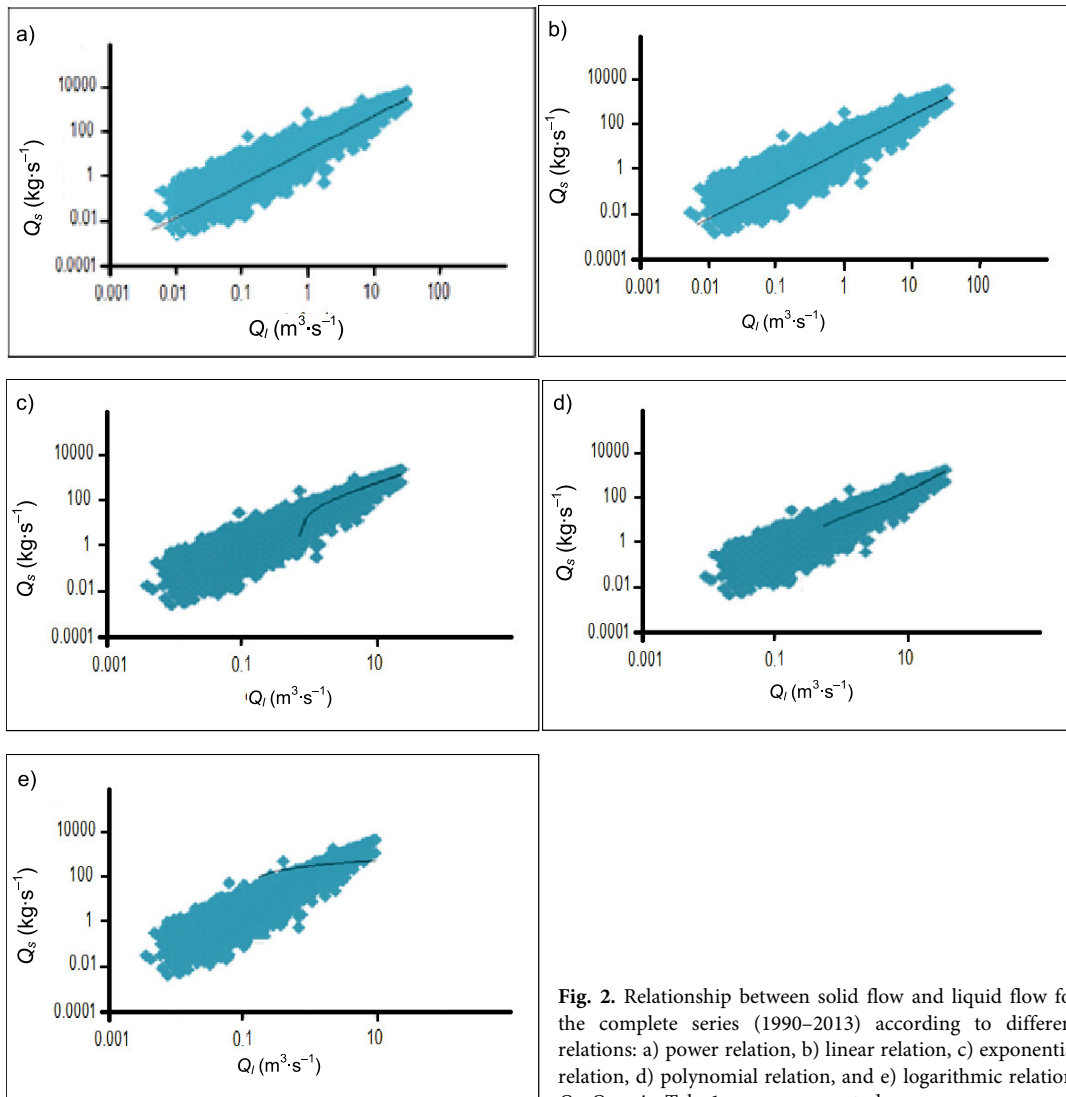 a)
10000
100
1
0.01
0.0001
Qs (kg·s⁻¹)
0.001 0.01 0.1 1 10 100
Ql (m³·s⁻¹)
b)
10000
100
1
0.01
0.0001
Qs (kg·s⁻¹)
0.001 0.01 0.1 1 10 100
Ql (m³·s⁻¹)
c)
10000
100
1
0.01
0.0001
Qs (kg·s⁻¹)
0.001 0.1 10
Ql (m³·s⁻¹)
d)
10000
100
1
0.01
0.0001
Qs (kg·s⁻¹)
0.001 0.1 10
Ql (m³·s⁻¹)
e)
10000
100
1
0.01
0.0001
Qs (kg·s⁻¹)
0.001 0.1 10
Ql (m³·s⁻¹)
Fig. 2. Relationship between solid flow and liquid flow fo
the complete series (1990–2013) according to differen
relations: a) power relation, b) linear relation, c) exponentia
relation, d) polynomial relation, and e) logarithmic relation